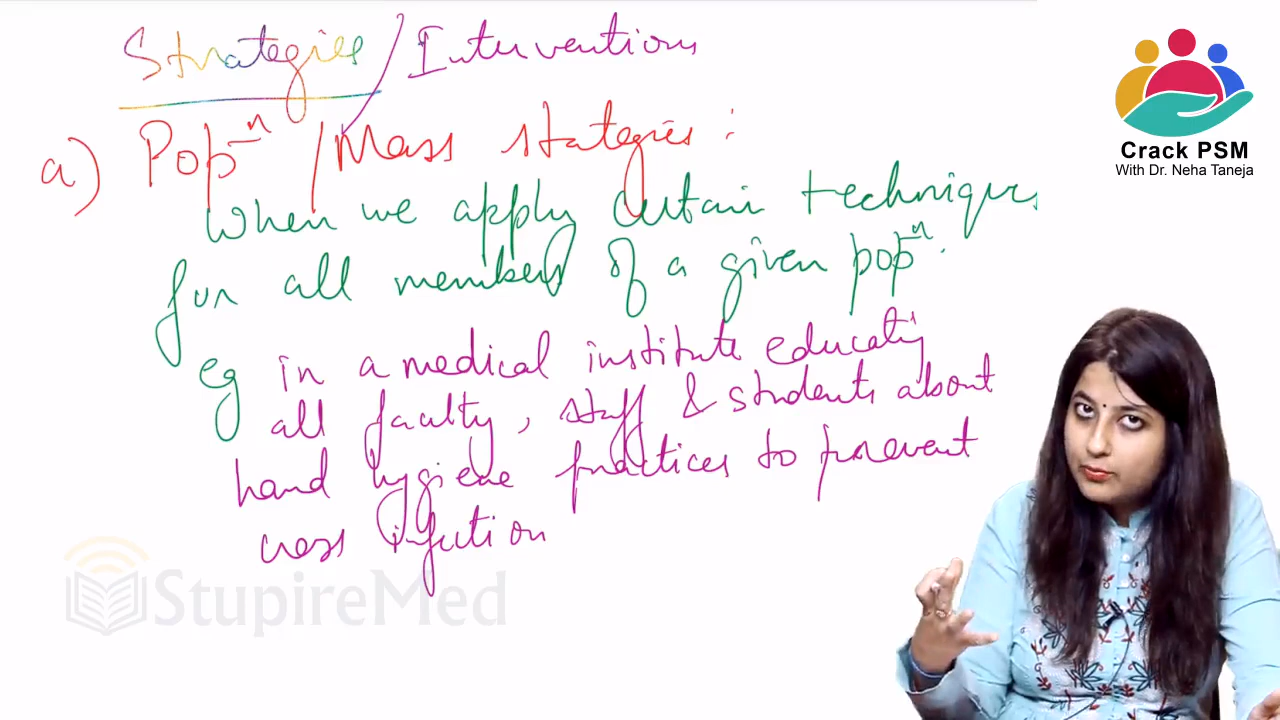 Strategies / Interventions
a) Pop-n / Mass stategies :
When we apply certain techniques
for all members of a given popn.
eg in a medical institute educatig
all faculty, staff & students about
hand hygiene practices to prevent
cross infection
Crack PSM
With Dr. Neha Taneja
StupireMed